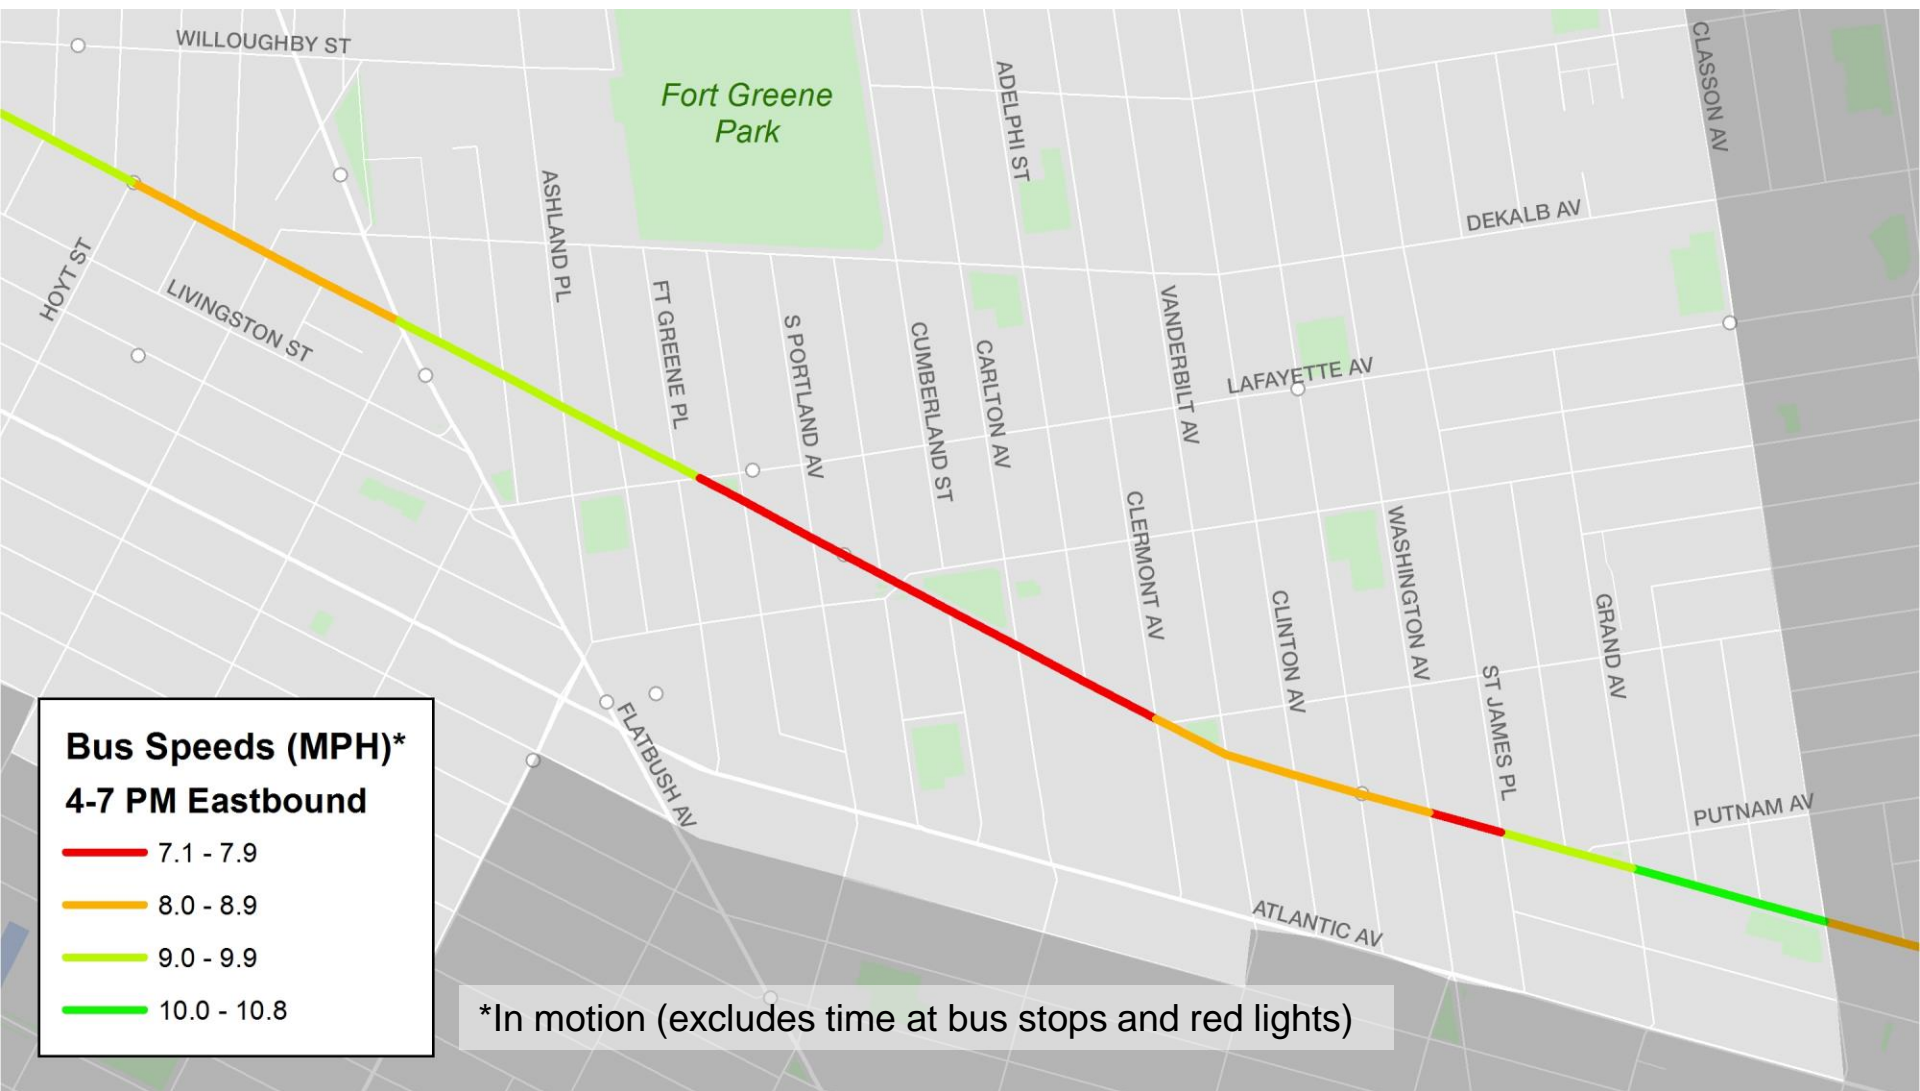 WILLOUGHBY ST
Fort Greene
Park
ADELPHI ST
CLASSON AV
ASHLAND PL
DEKALB AV
HOYT ST
LIVINGSTON ST
FT GREENE PL
S PORTLAND AV
CUMBERLAND ST
CARLTON AV
VANDERBILT AV
LAFAYETTE AV
CLERMONT AV
CLINTON AV
WASHINGTON AV
ST JAMES PL
GRAND AV
PUTNAM AV
FLATBUSH AV
ATLANTIC AV
Bus Speeds (MPH)*
4-7 PM Eastbound
7.1 - 7.9
8.0 - 8.9
9.0 - 9.9
10.0 - 10.8
*In motion (excludes time at bus stops and red lights)